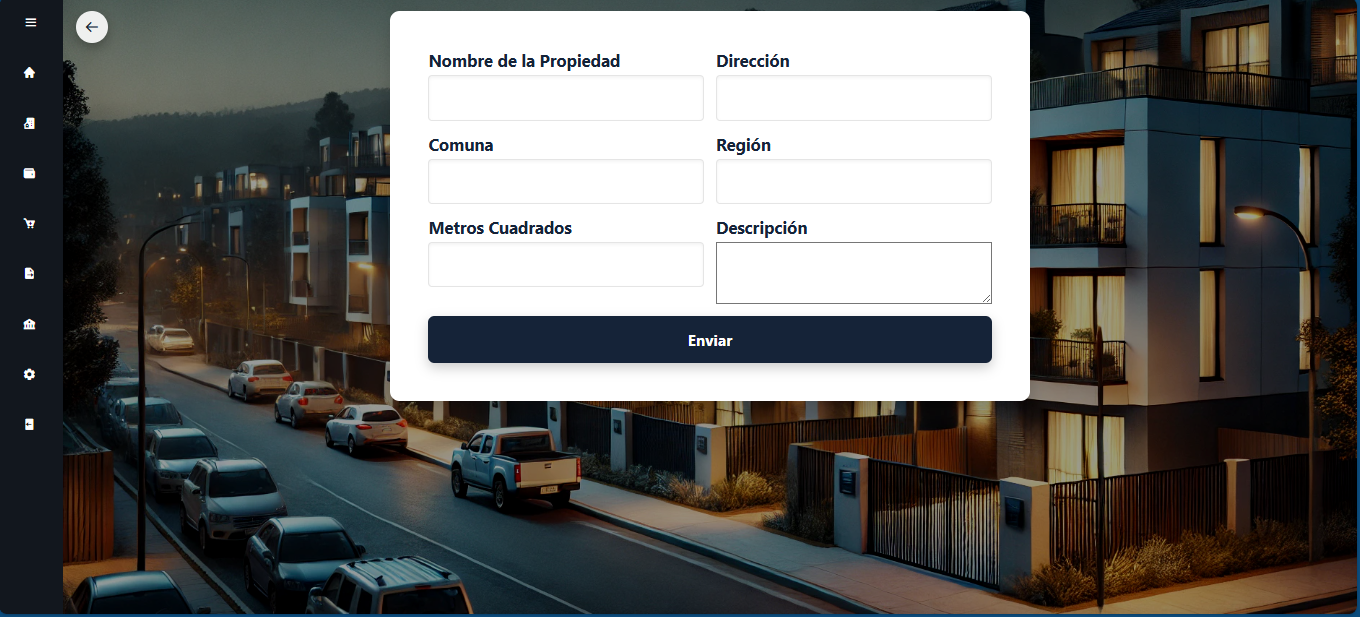 Nombre de la Propiedad
Dirección
Comuna
Región
Metros Cuadrados
Descripción
Enviar